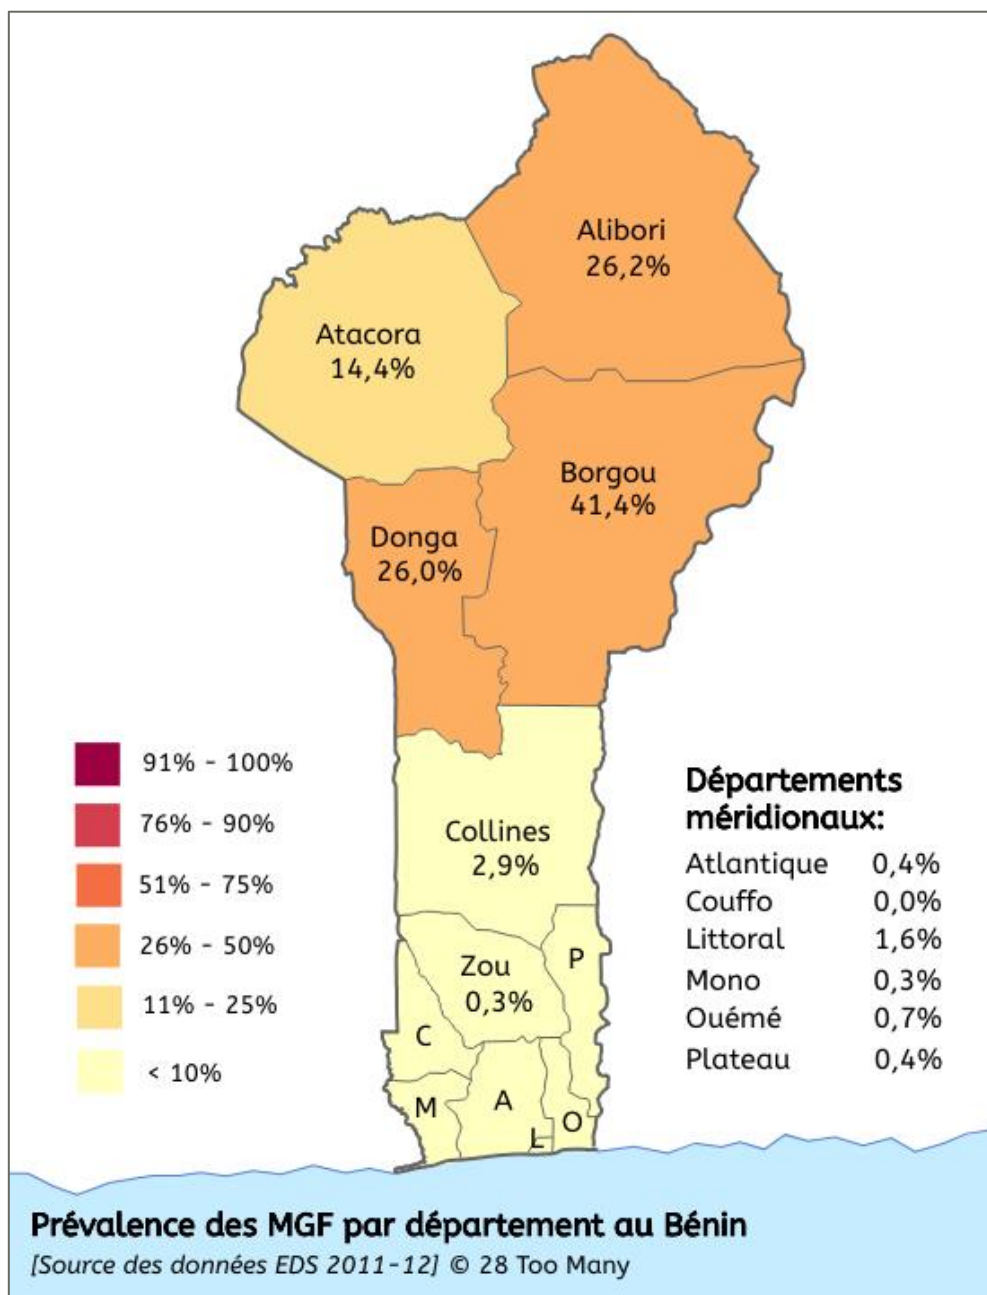 Alibori
26,2%
Atacora
14,4%
Borgou
41,4%
Donga
26,0%
Collines
2,9%
Zou
0,3%
P
C
M
A
L
O
91% - 100%
76% - 90%
51% - 75%
26% - 50%
11% - 25%
< 10%
Départements
méridionaux:
Atlantique 0,4%
Couffo 0,0%
Littoral 1,6%
Mono 0,3%
Ouémé 0,7%
Plateau 0,4%
Prévalence des MGF par département au Bénin
[Source des données EDS 2011-12] © 28 Too Many